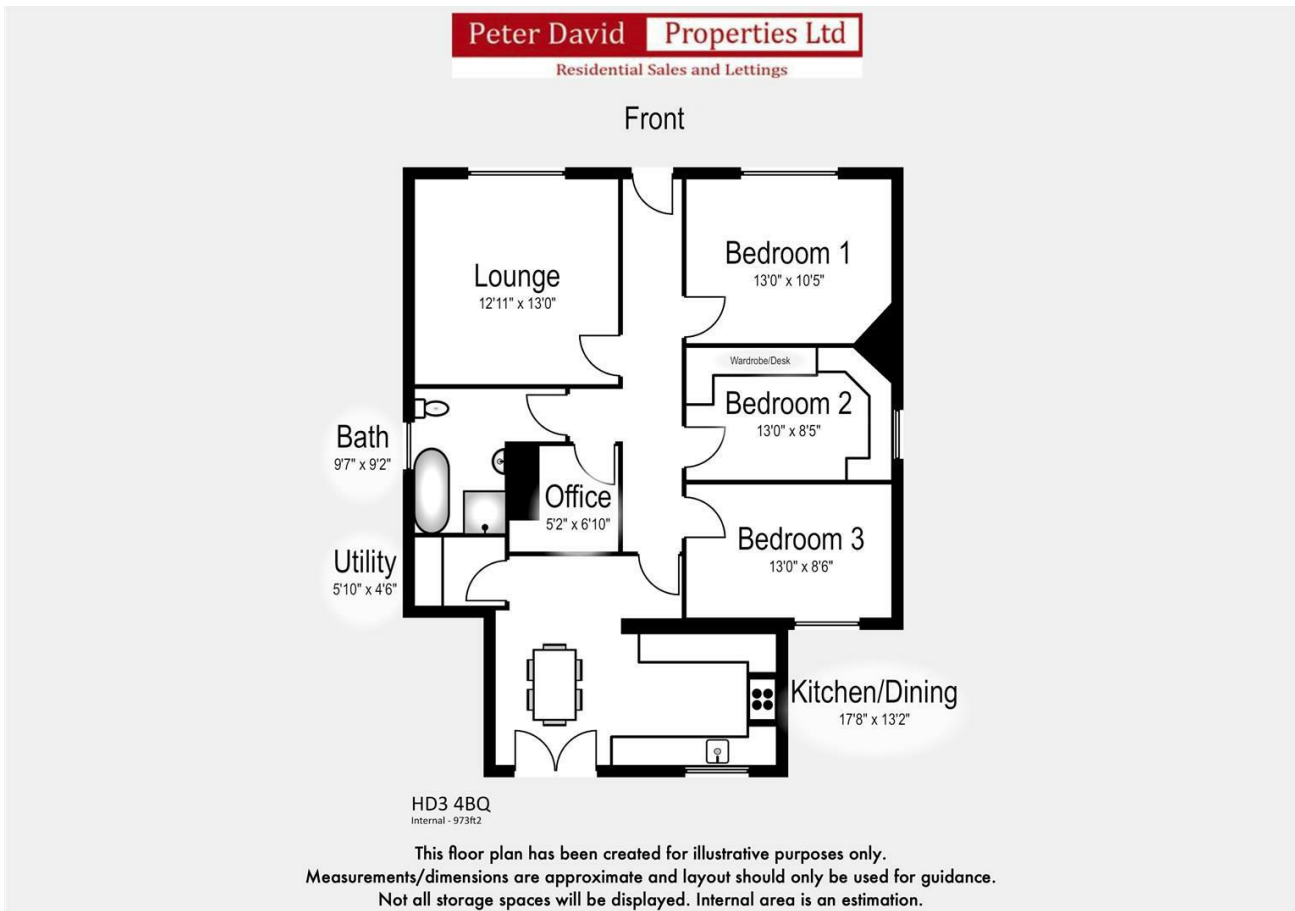 Peter David Properties Ltd
Residential Sales and Lettings
Front
Lounge
12'11" x 13'0"
Bedroom 1
13'0" x 10'5"
Wardrobe/Desk
Bedroom 2
13'0" x 8'5"
Bath
9'7" x 9'2"
Office
5'2" x 6'10"
Bedroom 3
13'0" x 8'6"
Utility
5'10" x 4'6"
Kitchen/Dining
17'8" x 13'2"
HD3 4BQ
Internal - 973ft2
This floor plan has been created for illustrative purposes only.
Measurements/dimensions are approximate and layout should only be used for guidance.
Not all storage spaces will be displayed. Internal area is an estimation.